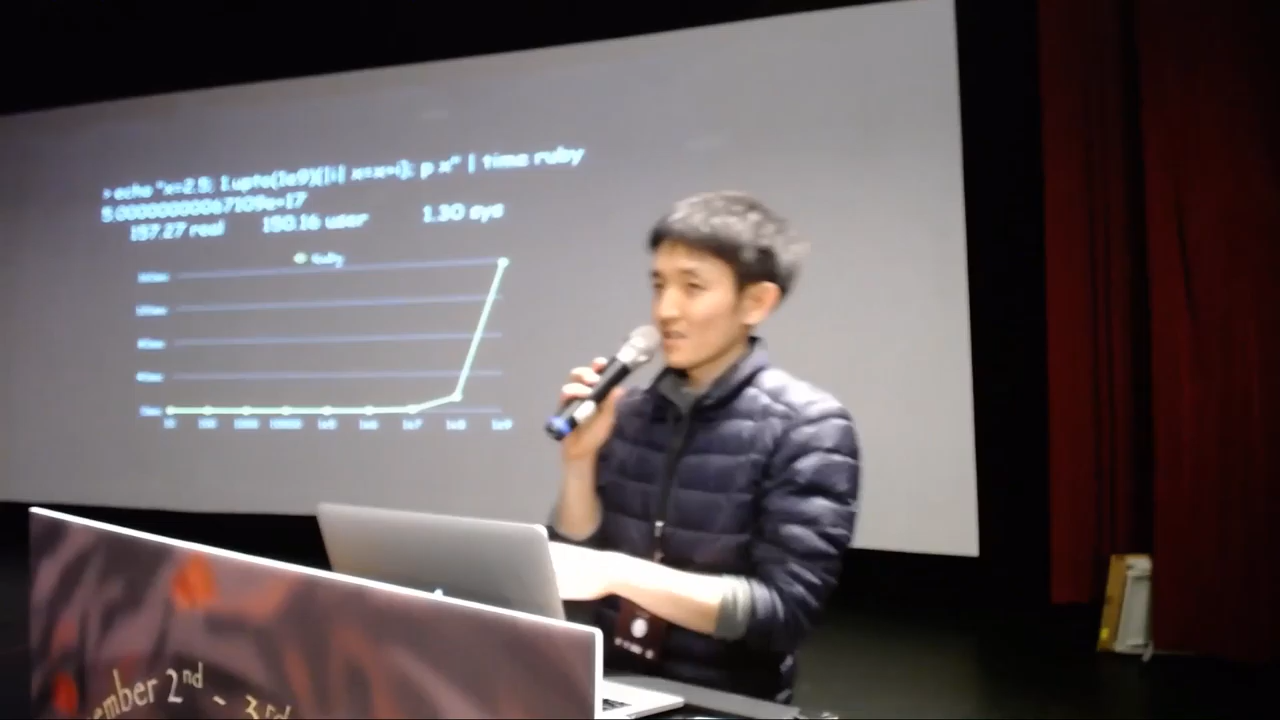 > echo "x=2.5; 1.upto(1e9){|i| x=x+i}; p x" | time ruby
5.00000000067109e+17
157.27 real 150.16 user 1.30 sys
Ruby
10 100 1000 10000 1e5 1e6 1e7 1e8 1e9
ember 2nd - 3rd